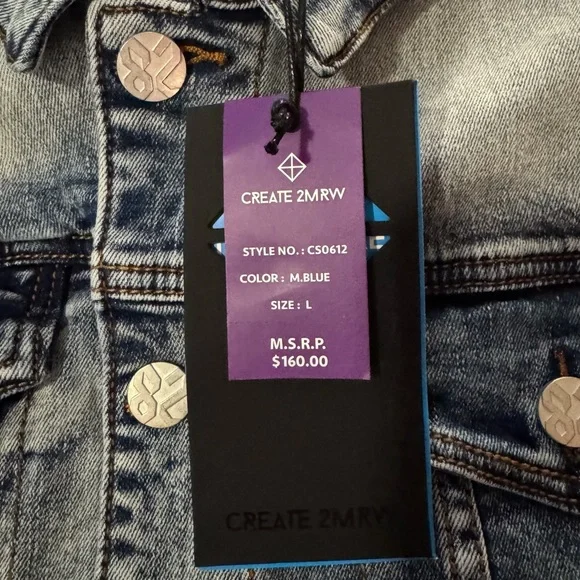 CREATE 2MRW
STYLE NO. : CS0612
COLOR : M.BLUE
SIZE : L
M.S.R.P.
$160.00
CREATE 2MRW